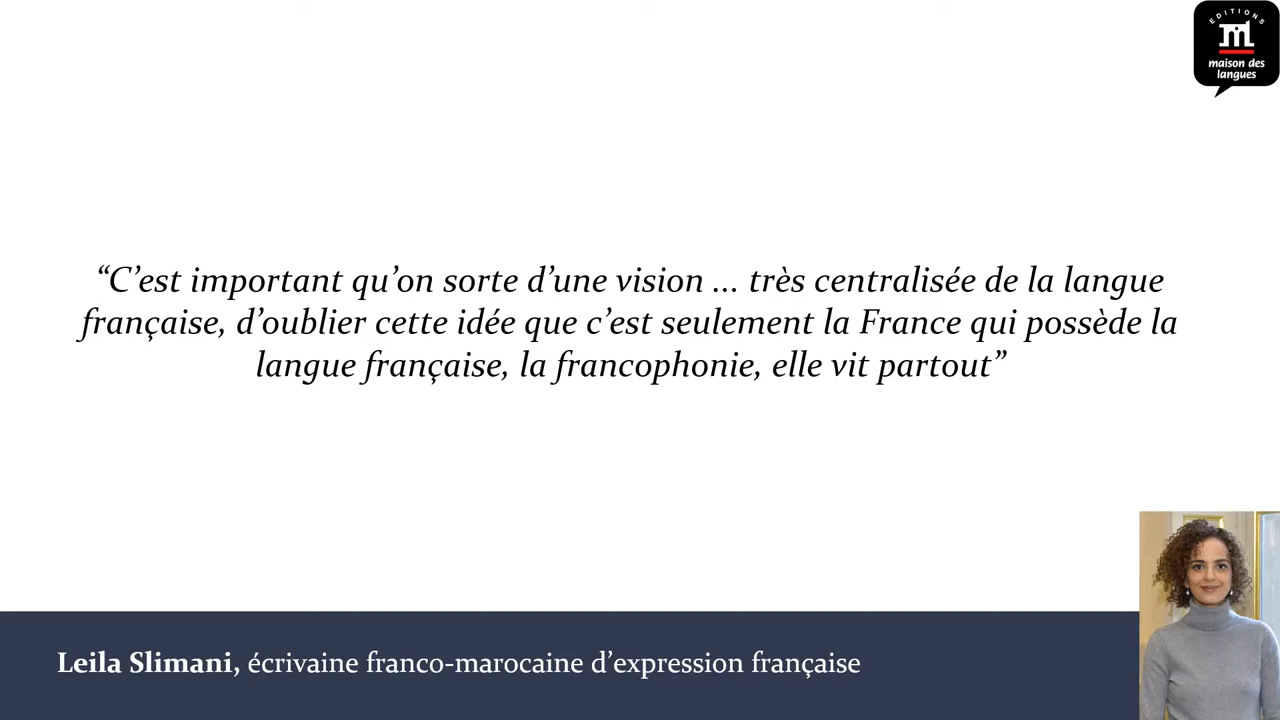 EDITIONS
maison des
langues
“C’est important qu’on sorte d’une vision ... très centralisée de la langue
française, d’oublier cette idée que c’est seulement la France qui possède la
langue française, la francophonie, elle vit partout”
Leila Slimani, écrivaine franco-marocaine d’expression française